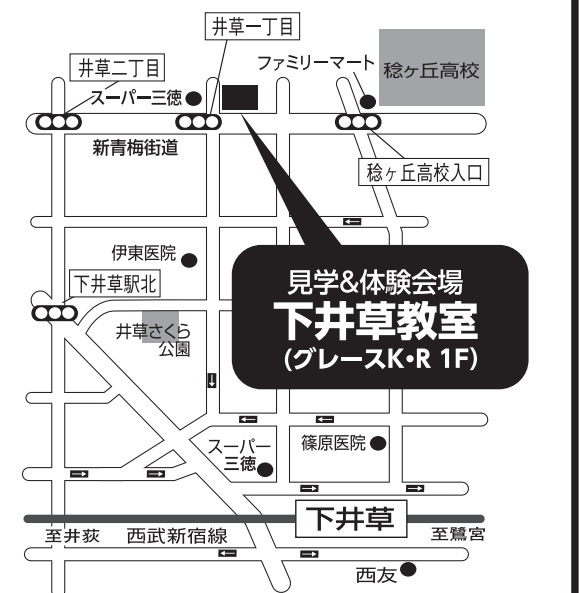 井草一丁目
井草二丁目
ファミリーマート
稔ヶ丘高校
スーパー三徳
新青梅街道
稔ヶ丘高校入口
伊東医院
下井草駅北
見学&体験会場
下井草教室
(グレースK・R 1F)
井草さくら
公園
スーパー
三徳
篠原医院
下井草
至井荻
西武新宿線
至鷺宮
西友